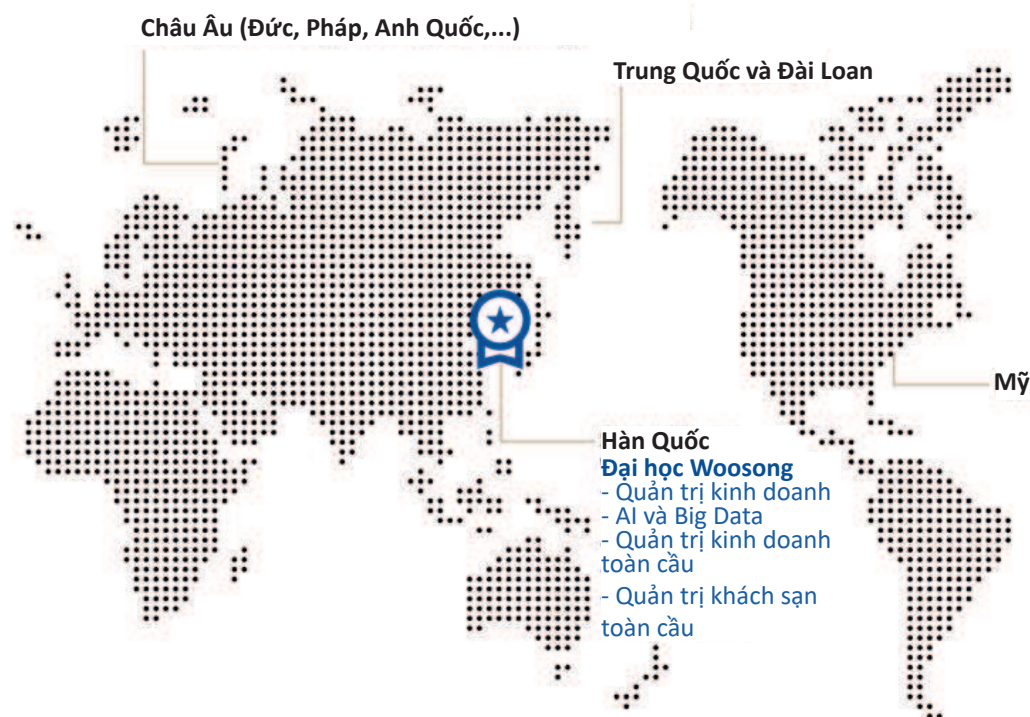 Châu Âu (Đức, Pháp, Anh Quốc,...)
Trung Quốc và Đài Loan
Mỹ
Hàn Quốc
Đại học Woosong
- Quản trị kinh doanh
- AI và Big Data
- Quản trị kinh doanh
toàn cầu
- Quản trị khách sạn
toàn cầu